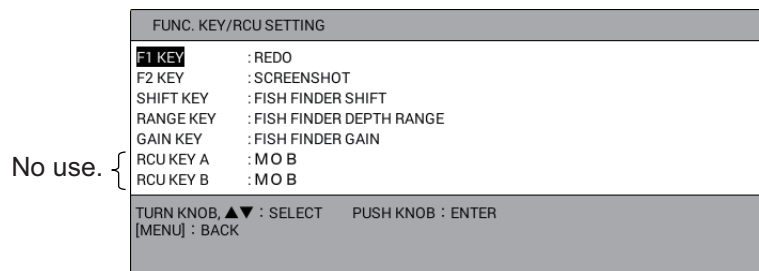 FUNC. KEY/RCU SETTING
F1 KEY : REDO
F2 KEY : SCREENSHOT
SHIFT KEY : FISH FINDER SHIFT
RANGE KEY : FISH FINDER DEPTH RANGE
GAIN KEY : FISH FINDER GAIN
No use.
RCU KEY A : M O B
RCU KEY B : M O B
TURN KNOB, ▲▼ : SELECT PUSH KNOB : ENTER
[MENU] : BACK